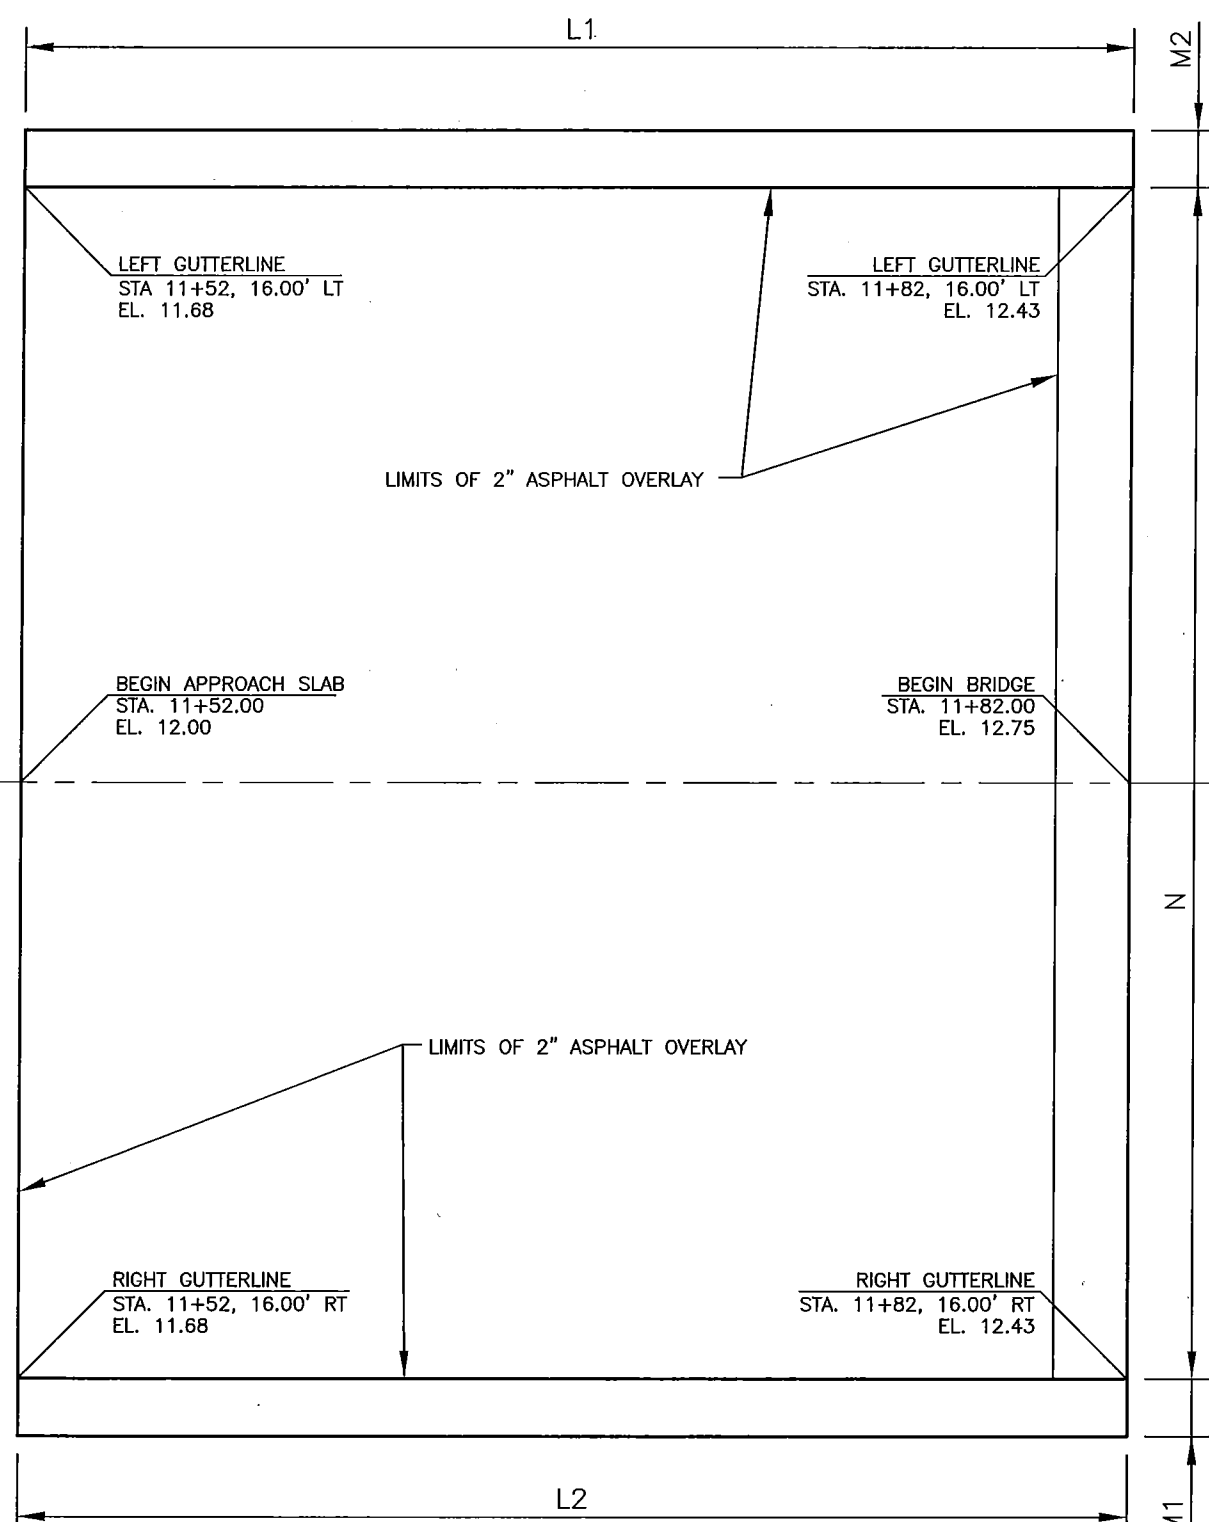 L1
M2
LEFT GUTTERLINE
STA 11+52, 16.00' LT
EL. 11.68
LEFT GUTTERLINE
STA. 11+82, 16.00' LT
EL. 12.43
LIMITS OF 2" ASPHALT OVERLAY
BEGIN APPROACH SLAB
STA. 11+52.00
EL. 12.00
BEGIN BRIDGE
STA. 11+82.00
EL. 12.75
N
LIMITS OF 2" ASPHALT OVERLAY
RIGHT GUTTERLINE
STA. 11+52, 16.00' RT
EL. 11.68
RIGHT GUTTERLINE
STA. 11+82, 16.00' RT
EL. 12.43
L2
M1